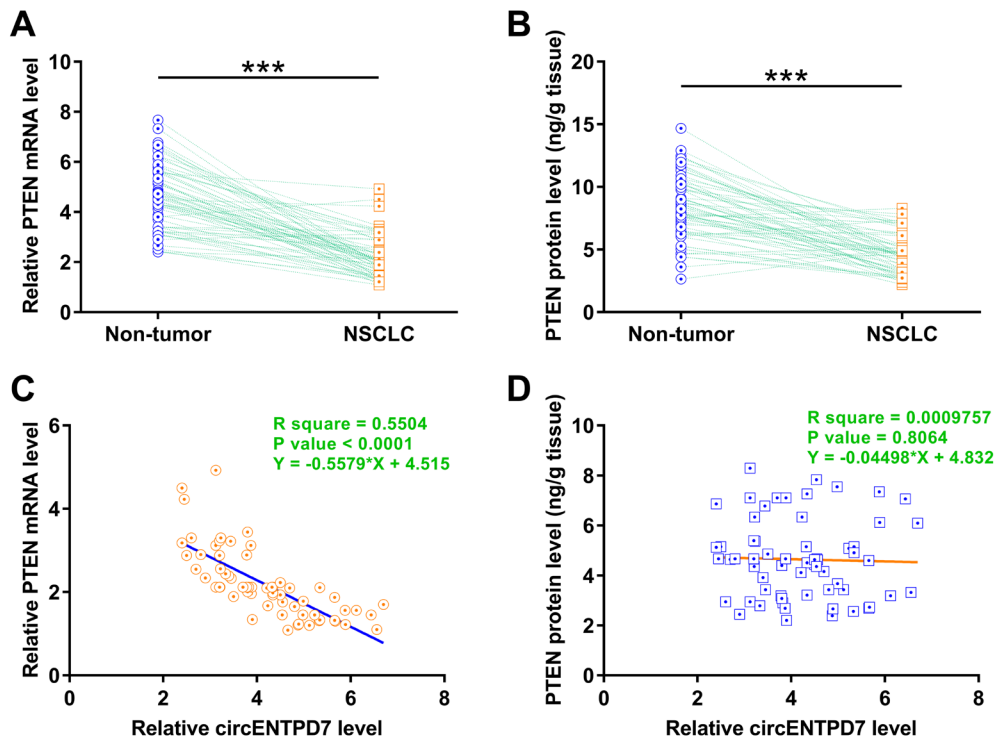 A
Relative PTEN mRNA level
10
8
6
4
2
0
***
Non-tumor
NSCLC
B
PTEN protein level (ng/g tissue)
20
15
10
5
0
***
Non-tumor
NSCLC
C
Relative PTEN mRNA level
6
4
2
0
R square = 0.5504
P value < 0.0001
Y = -0.5579*X + 4.515
0
2
4
6
8
Relative circENTPD7 level
D
PTEN protein level (ng/g tissue)
10
8
6
4
2
0
R square = 0.0009757
P value = 0.8064
Y = -0.04498*X + 4.832
0
2
4
6
8
Relative circENTPD7 level